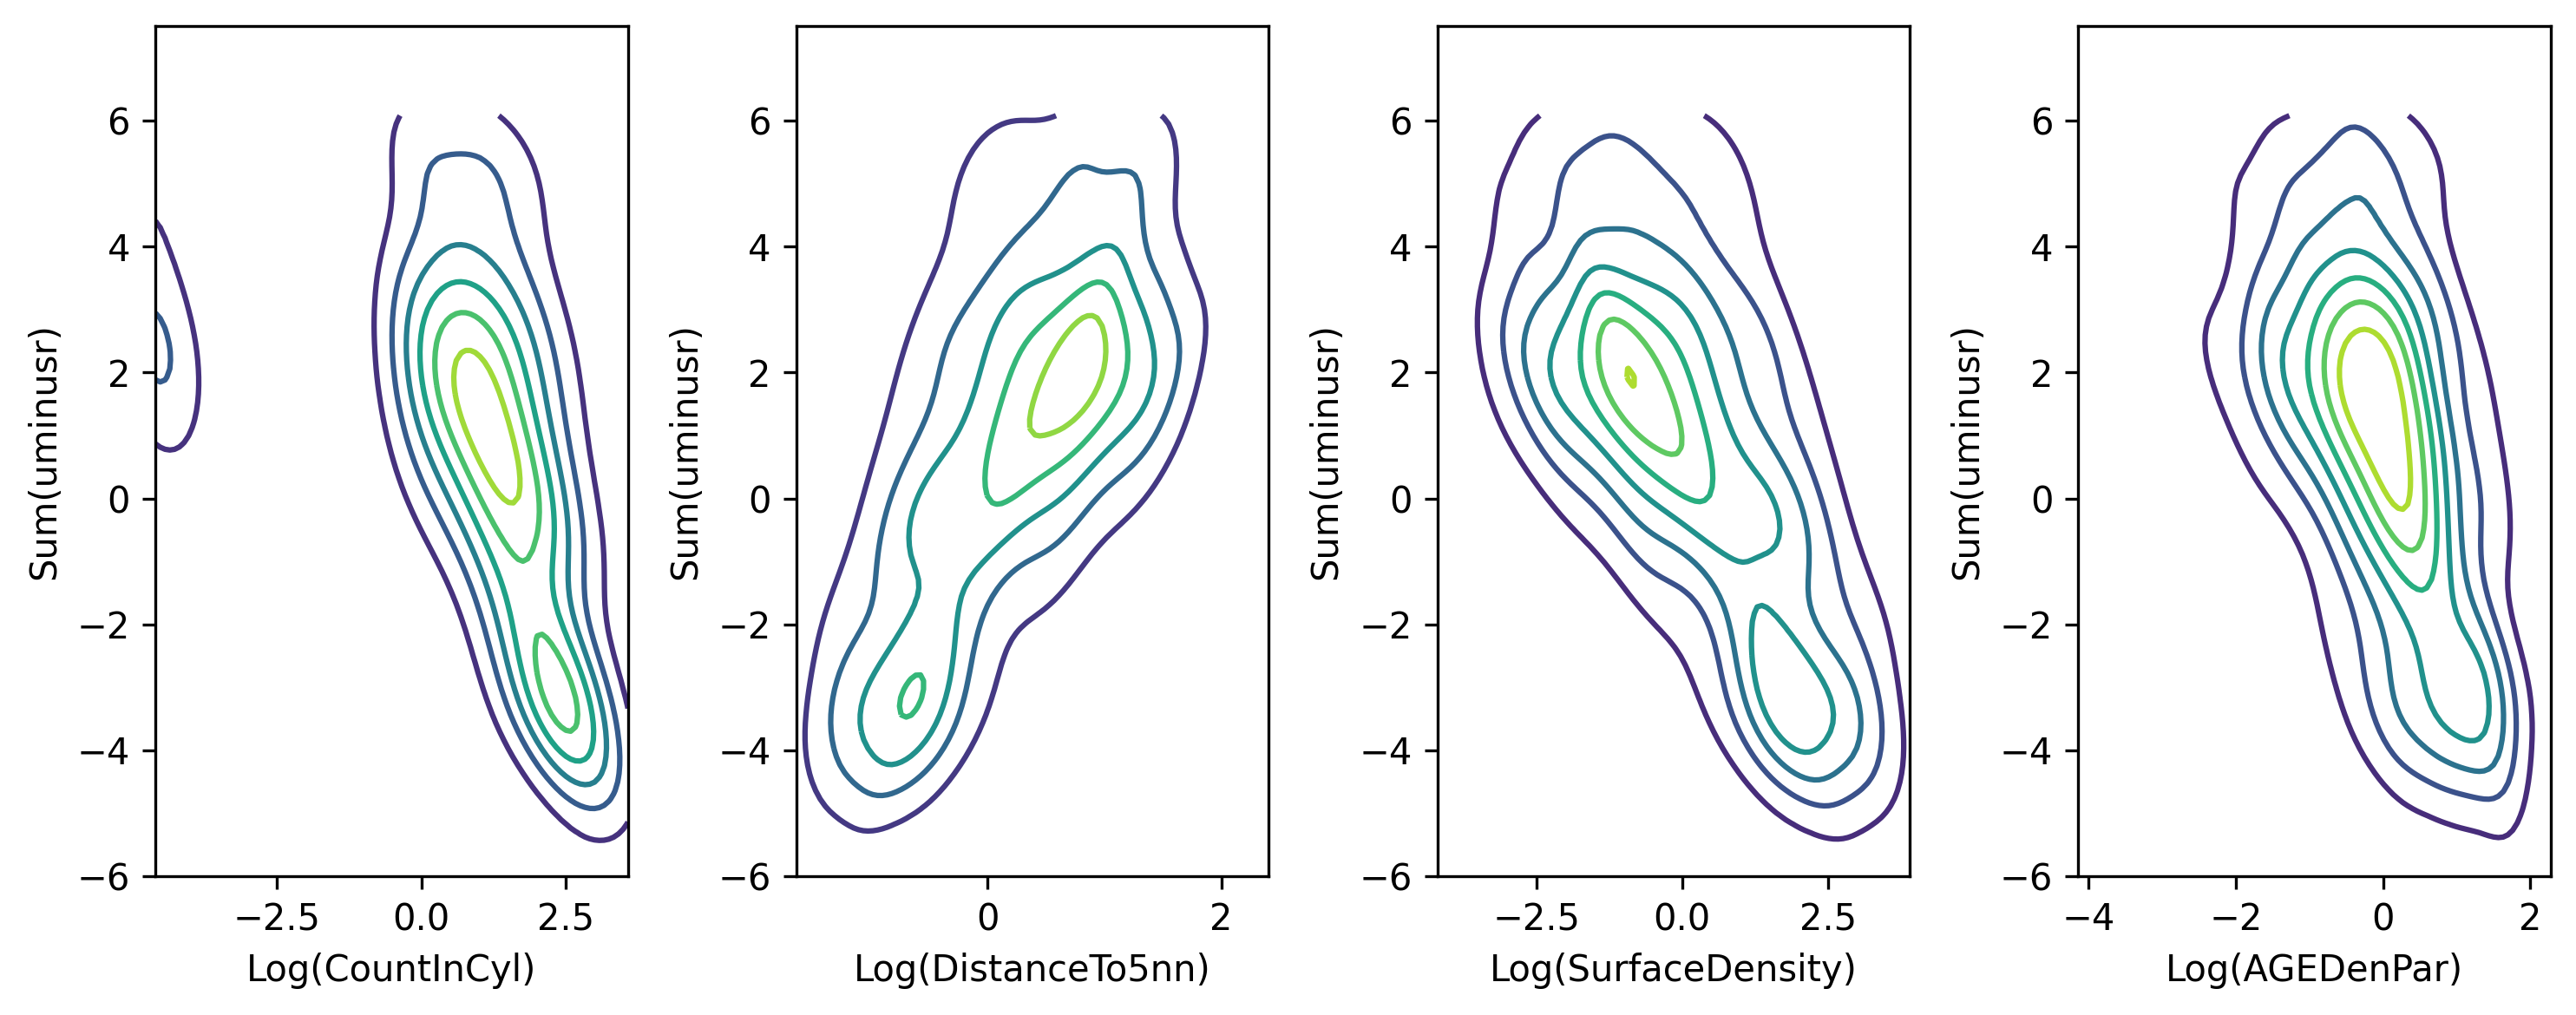 Sum(uminusr)
6
4
2
0
−2
−4
−6
−2.5 0.0 2.5
Log(CountInCyl)
Sum(uminusr)
6
4
2
0
−2
−4
−6
0 2
Log(DistanceTo5nn)
Sum(uminusr)
6
4
2
0
−2
−4
−6
−2.5 0.0 2.5
Log(SurfaceDensity)
Sum(uminusr)
6
4
2
0
−2
−4
−6
−4 −2 0 2
Log(AGEDenPar)